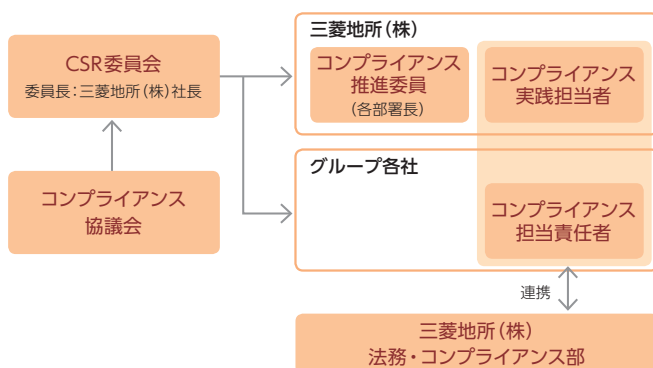 CSR委員会
委員長：三菱地所（株）社長
コンプライアンス
協議会
三菱地所（株）
コンプライアンス
推進委員
（各部署長）
コンプライアンス
実践担当者
グループ各社
コンプライアンス
担当責任者
連携
三菱地所（株）
法務・コンプライアンス部